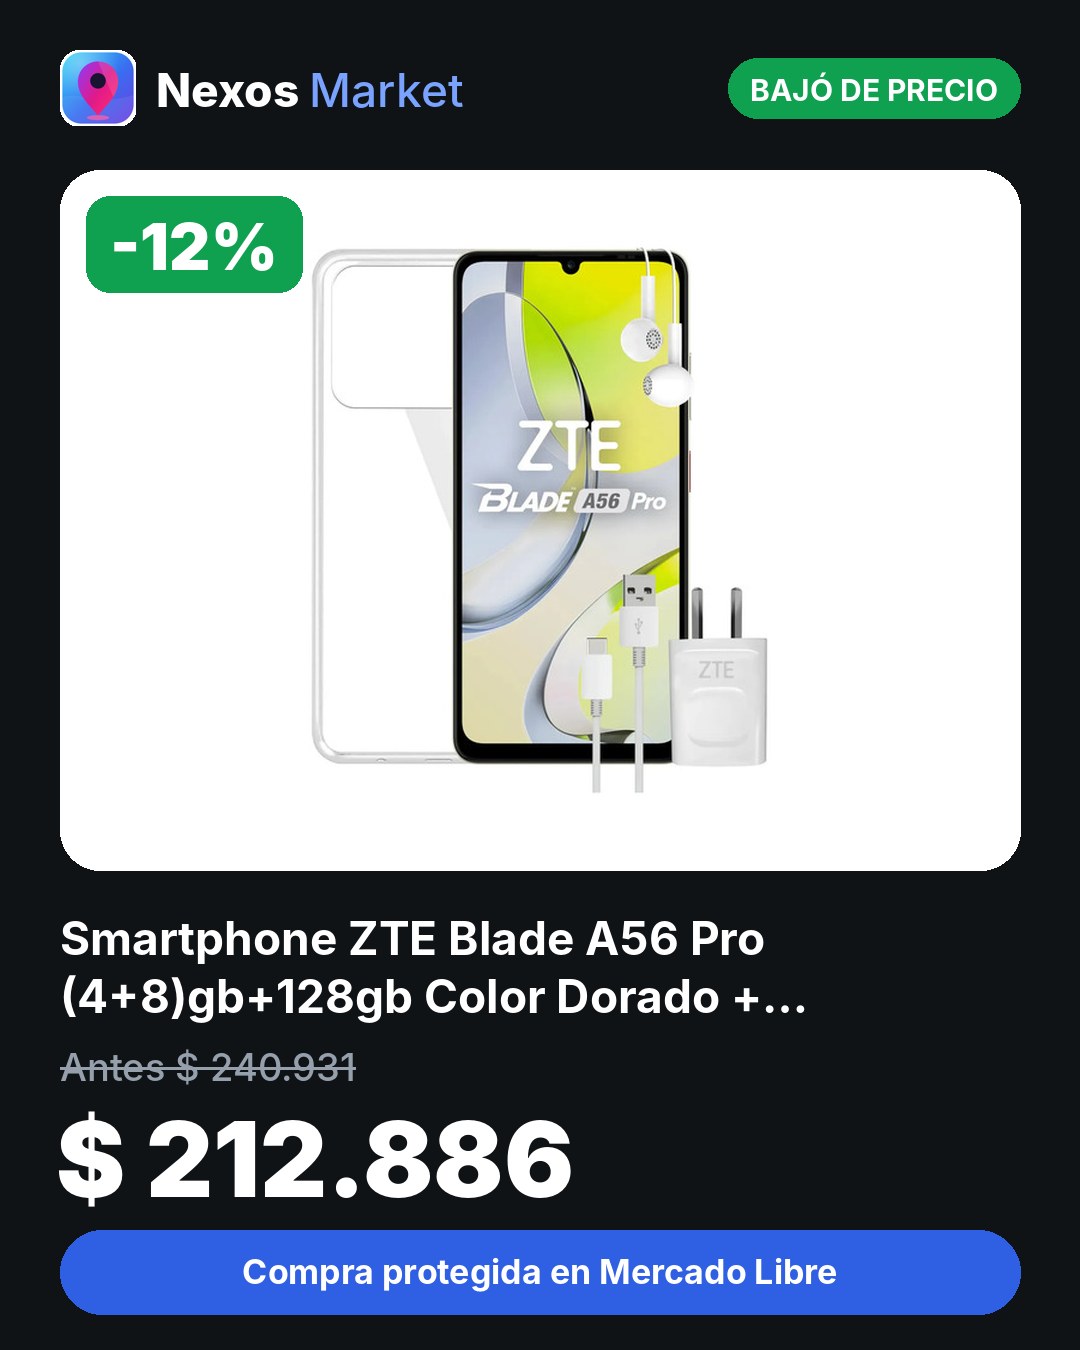 Nexos Market
BAJÓ DE PRECIO
-12%
ZTE
BLADE A56 Pro
ZTE
Smartphone ZTE Blade A56 Pro
(4+8)gb+128gb Color Dorado +...
Antes $ 240.931
$ 212.886
Compra protegida en Mercado Libre